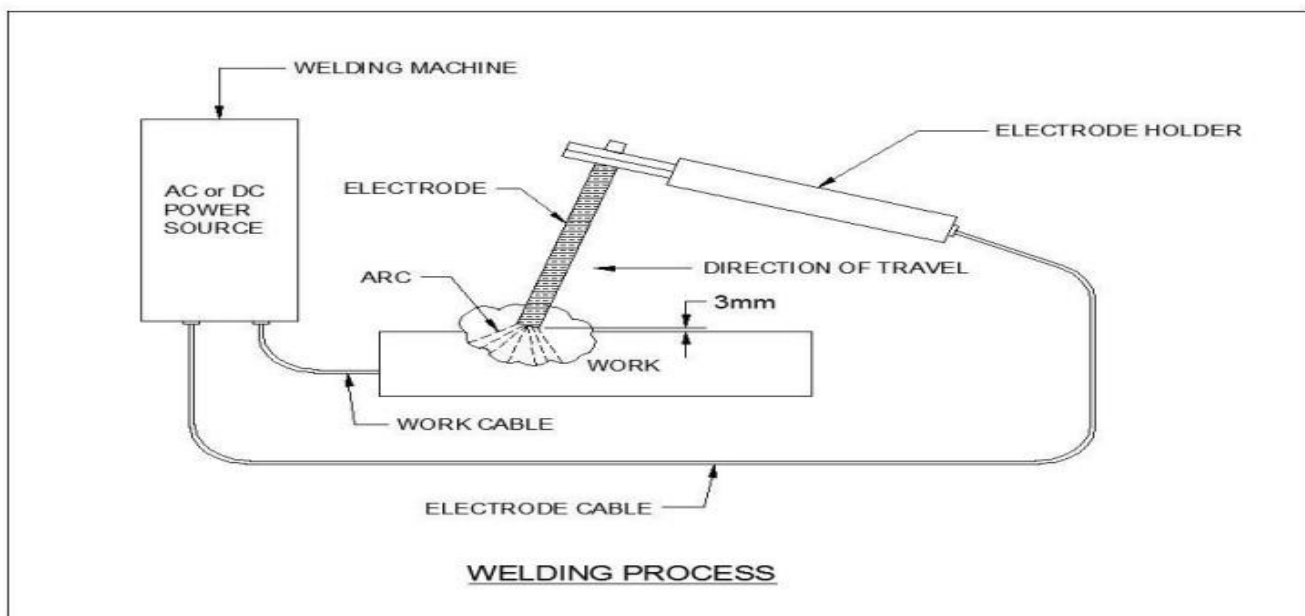 WELDING MACHINE
ELECTRODE HOLDER
AC or DC
POWER
SOURCE
ELECTRODE
DIRECTION OF TRAVEL
ARC
3mm
WORK
WORK CABLE
ELECTRODE CABLE
WELDING PROCESS